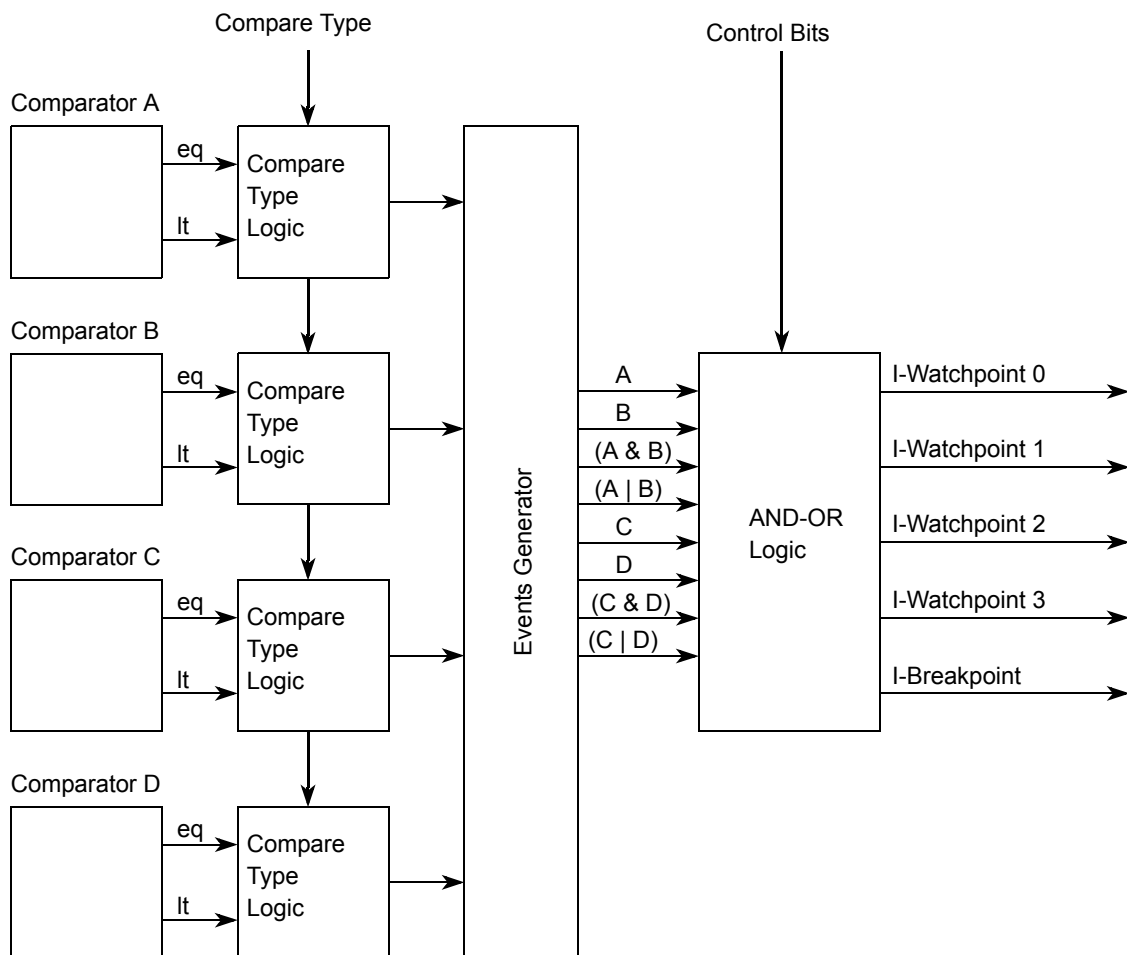 Compare Type
Control Bits
Comparator A
eq
lt
Compare
Type
Logic
Comparator B
eq
lt
Compare
Type
Logic
Comparator C
eq
lt
Compare
Type
Logic
Comparator D
eq
lt
Compare
Type
Logic
Events Generator
A
B
(A & B)
(A | B)
C
D
(C & D)
(C | D)
AND-OR
Logic
I-Watchpoint 0
I-Watchpoint 1
I-Watchpoint 2
I-Watchpoint 3
I-Breakpoint